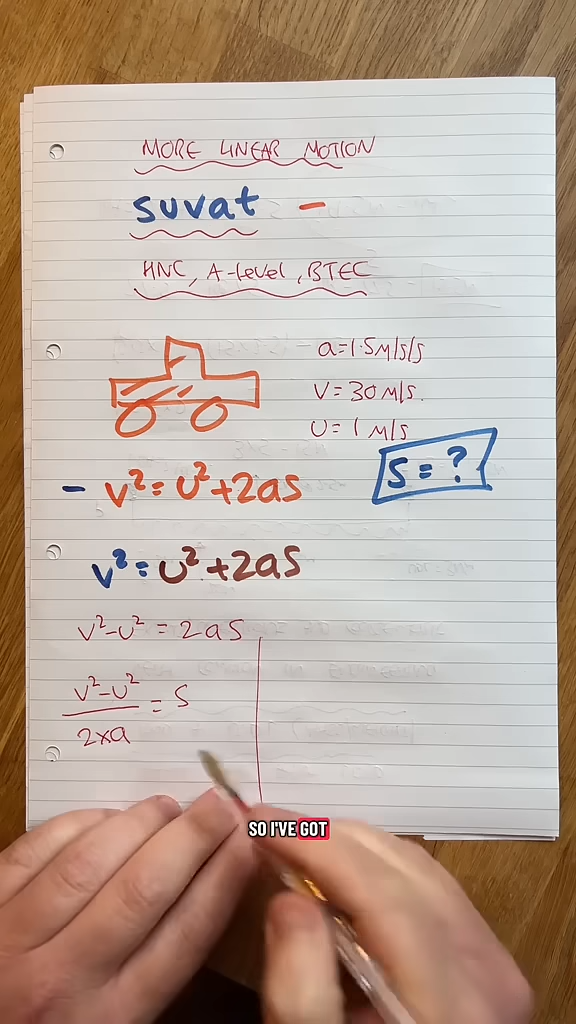 MORE LINEAR MOTION
suvat -
HNC, A-Level, BTEC
a=1.5M/s/s
V=30M/s.
U=1 M/s
S=?
- V²=U²+2aS
V²=U²+2aS
V²-U²=2aS
V²-U²
2xa
=S
SO I'VE GOT